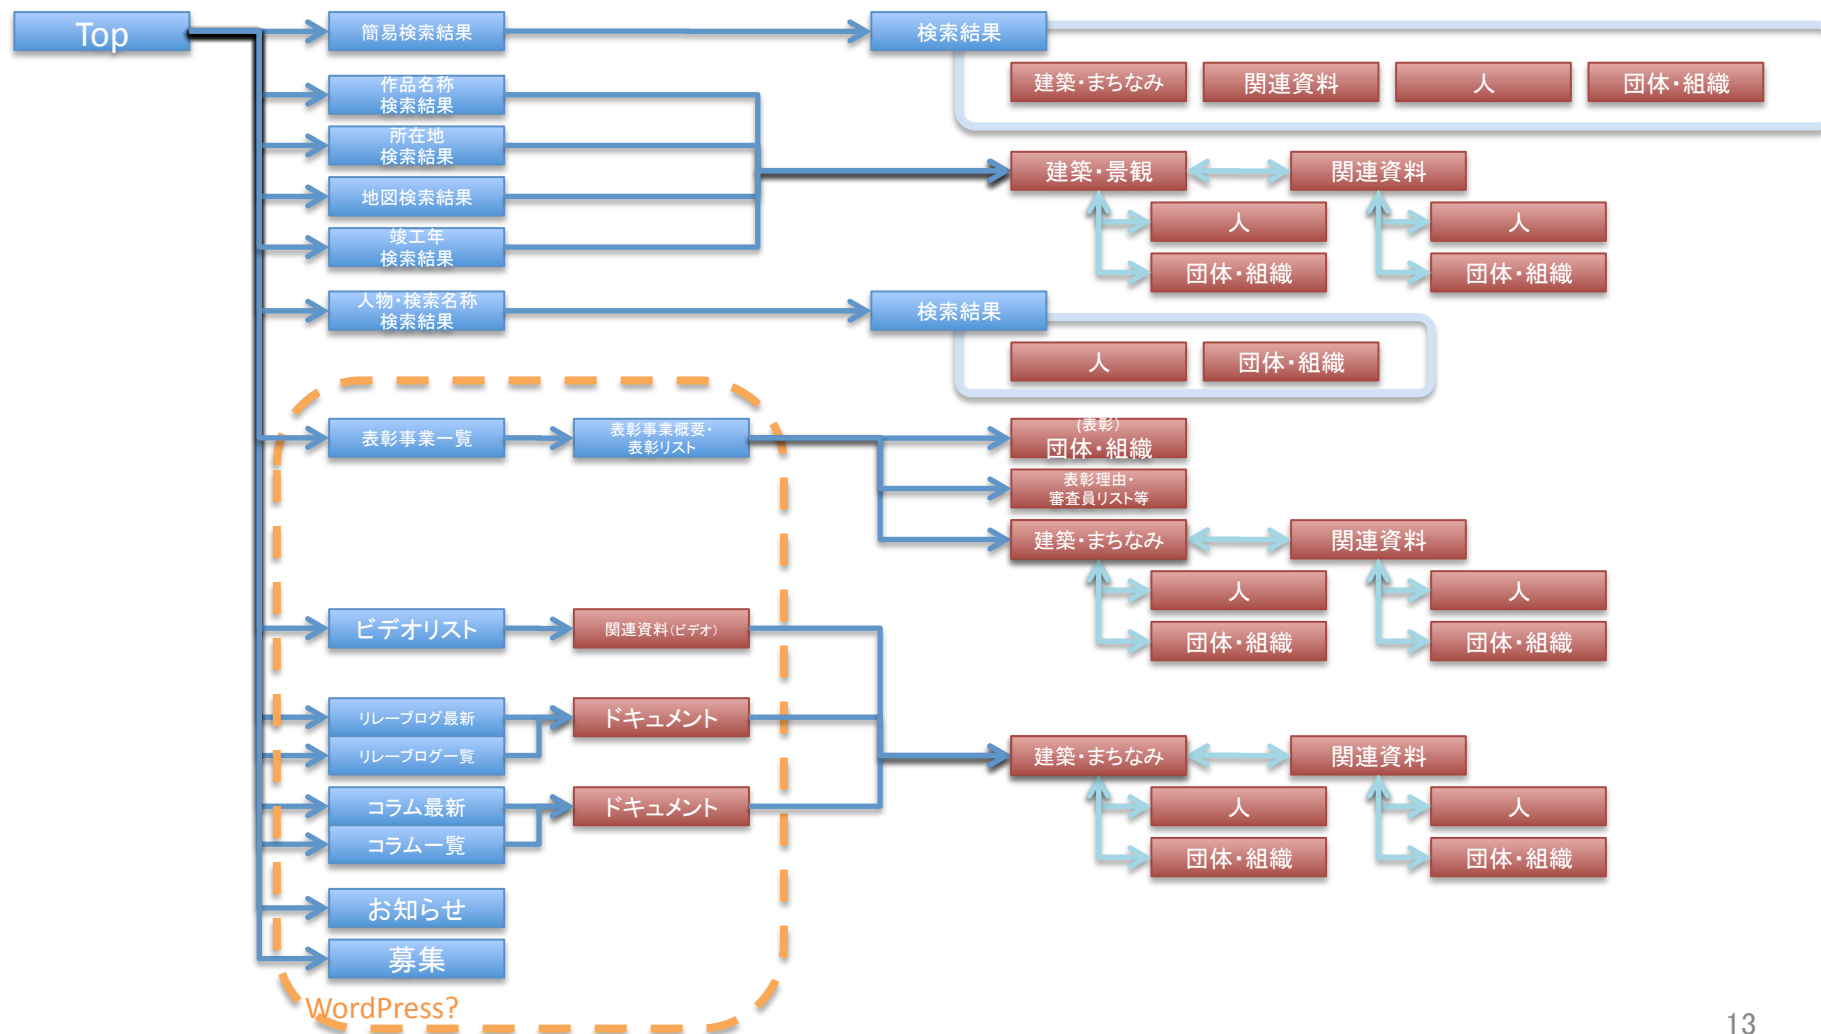 Top
簡易検索結果
検索結果
建築・まちなみ
関連資料
人
団体・組織
作品名称
検索結果
所在地
検索結果
地図検索結果
竣工年
検索結果
建築・景観
関連資料
人
人
団体・組織
団体・組織
人物・検索名称
検索結果
検索結果
人
団体・組織
表彰事業一覧
表彰事業概要・
表彰リスト
(表彰)
団体・組織
表彰理由・
審査員リスト等
建築・まちなみ
関連資料
人
人
団体・組織
団体・組織
ビデオリスト
関連資料(ビデオ)
リレーブログ最新
リレーブログ一覧
ドキュメント
建築・まちなみ
関連資料
人
人
団体・組織
団体・組織
コラム最新
コラム一覧
ドキュメント
お知らせ
募集
WordPress?
13